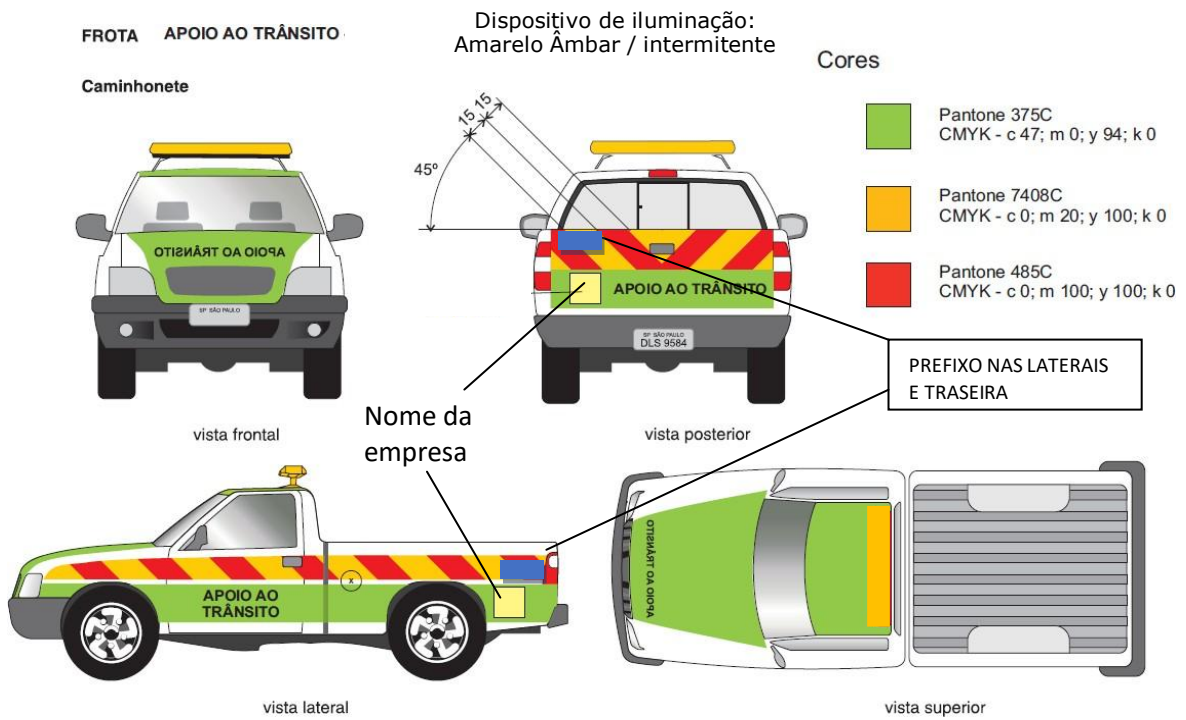 FROTA APOIO AO TRÂNSITO
Caminhonete
Dispositivo de iluminação:
Amarelo Âmbar / intermitente
Cores
Pantone 375C
CMYK - c 47; m 0; y 94; k 0
Pantone 7408C
CMYK - c 0; m 20; y 100; k 0
Pantone 485C
CMYK - c 0; m 100; y 100; k 0
APOIO AO TRÂNSITO
SP SÃO PAULO
vista frontal
15
15
45º
APOIO AO TRÂNSITO
SP SÃO PAULO
DLS 9584
vista posterior
PREFIXO NAS LATERAIS
E TRASEIRA
Nome da
empresa
APOIO AO
TRÂNSITO
x
vista lateral
APOIO AO TRÂNSITO
vista superior